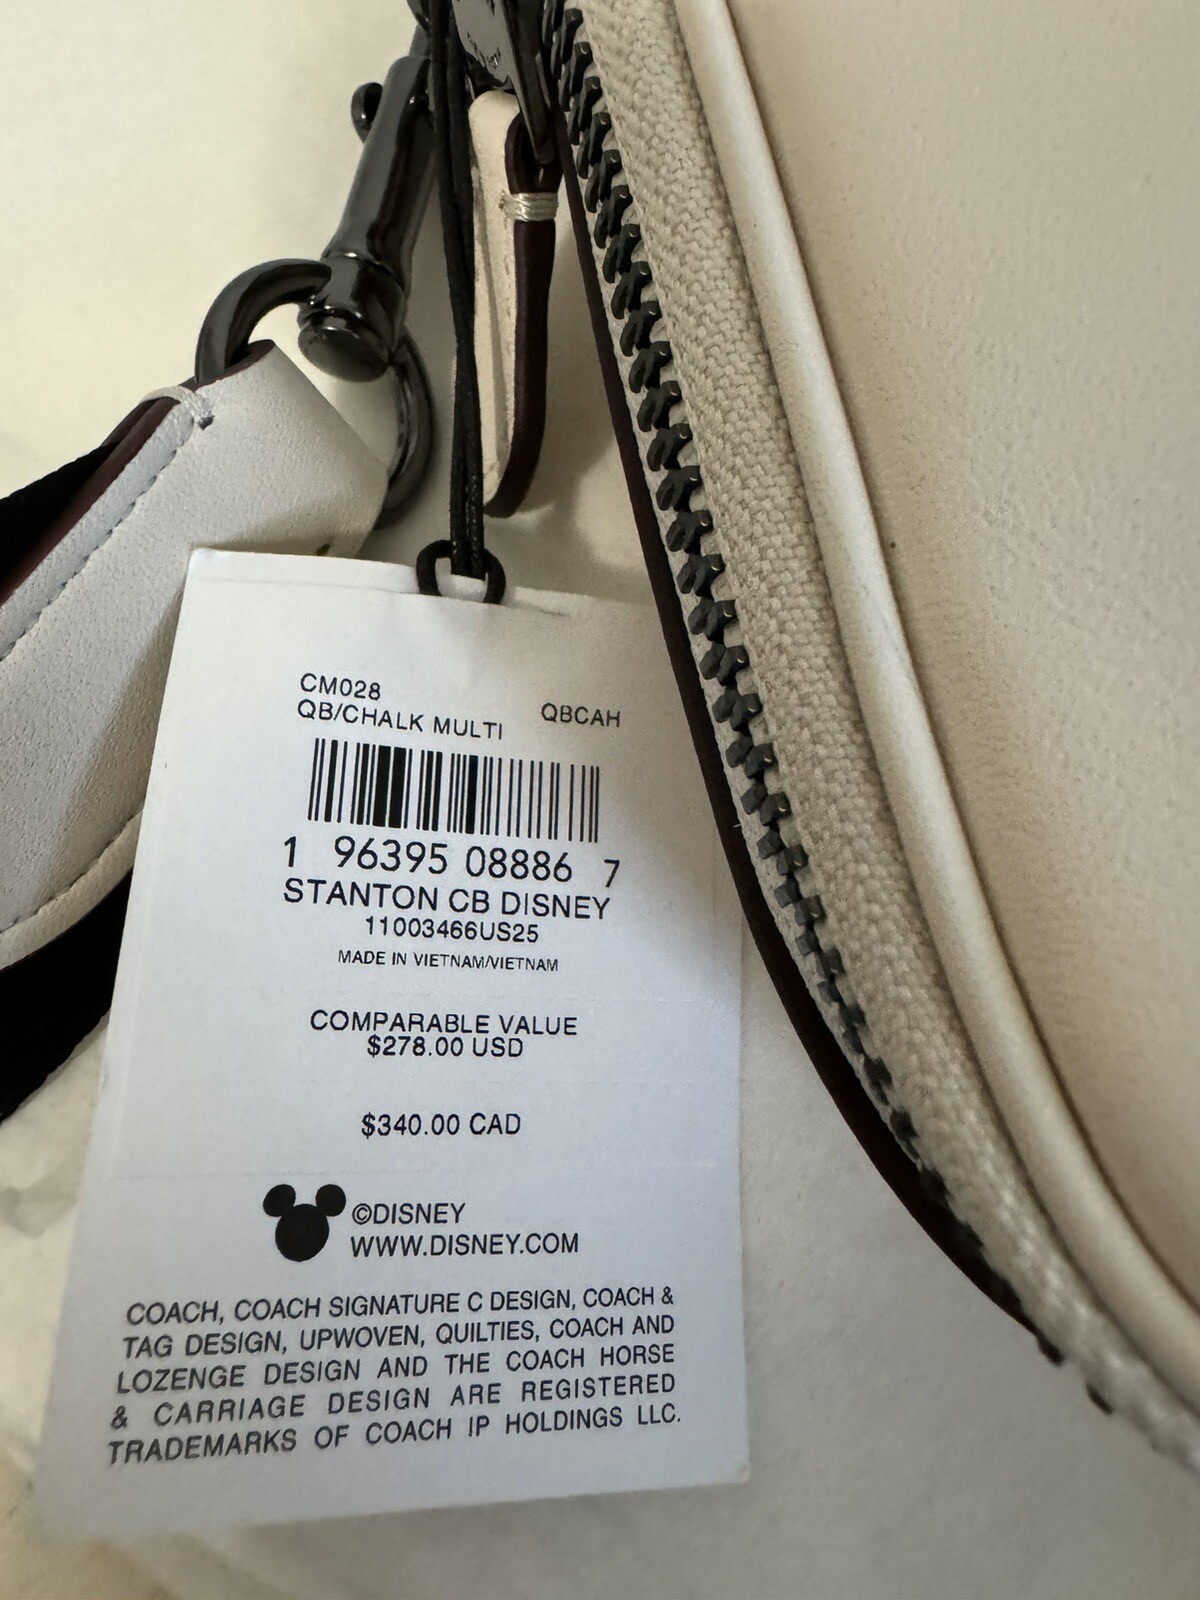 CM028
QB/CHALK MULTI QBCAH
1 96395 08886 7
STANTON CB DISNEY
11003466US25
MADE IN VIETNAM/VIETNAM
COMPARABLE VALUE
$278.00 USD
$340.00 CAD
©DISNEY
WWW.DISNEY.COM
COACH, COACH SIGNATURE C DESIGN, COACH &
TAG DESIGN, UPWOVEN, QUILTIES, COACH AND
LOZENGE DESIGN AND THE COACH HORSE
& CARRIAGE DESIGN ARE REGISTERED
TRADEMARKS OF COACH IP HOLDINGS LLC.